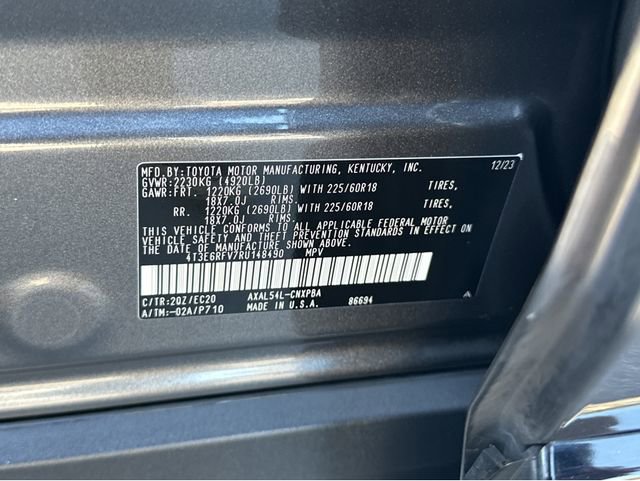 MFD.BY:TOYOTA MOTOR MANUFACTURING, KENTUCKY, INC. 12/23
GVWR:2230KG (4920LB)
GAWR:FRT. 1220KG (2690LB) WITH 225/60R18 TIRES,
18X7.0J RIMS.
RR. 1220KG (2690LB) WITH 225/60R18 TIRES,
18X7.0J RIMS.
THIS VEHICLE CONFORMS TO ALL APPLICABLE FEDERAL MOTOR
VEHICLE SAFETY AND THEFT PREVENTION STANDARDS IN EFFECT ON
THE DATE OF MANUFACTURE SHOWN ABOVE.
4T3E6RFV7RU148490 MPV
C/TR:2QZ/EC20 AXAL54L-CNXPBA
A/TM:-02A/P710 MADE IN U.S.A. 86694